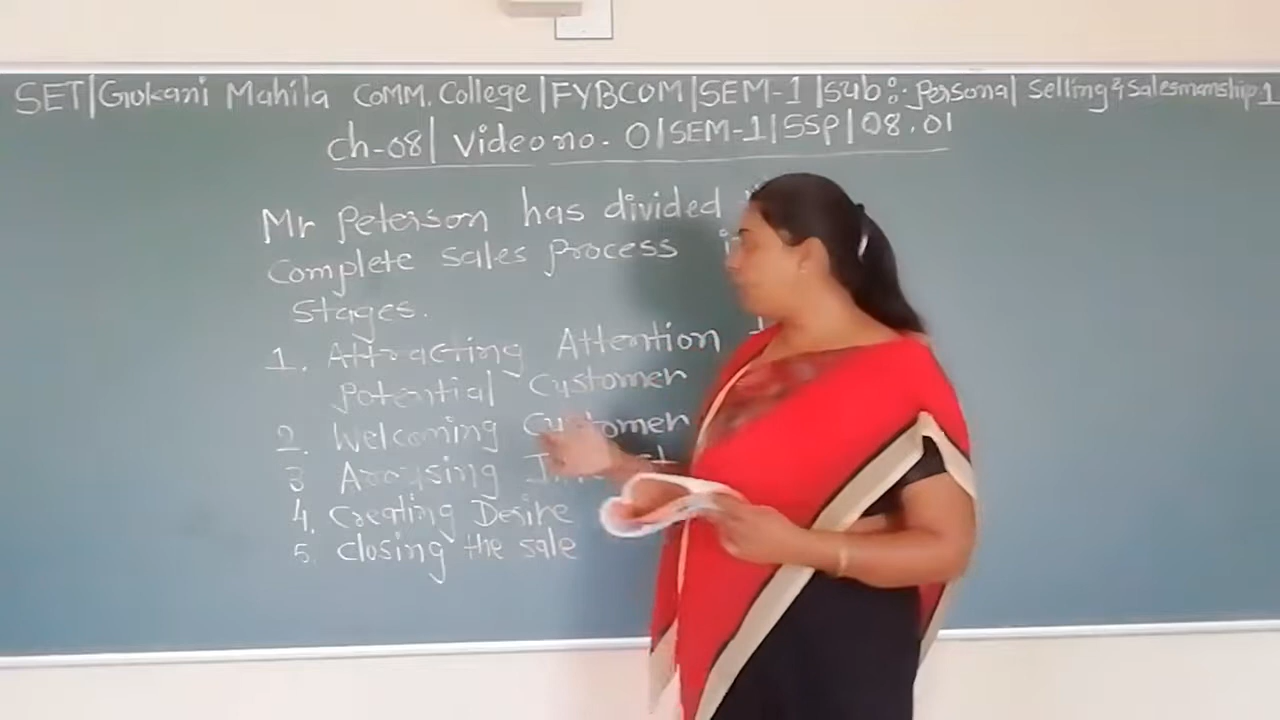 SET|Gokani Mahila COMM. College|FYBCOM|SEM-1|Sub:- Personal Selling & Salesmanship 1
ch-08| Video no. 01|SEM-1|SSP|08.01
Mr Peterson has divided
Complete sales process
Stages.
1. Attracting Attention
Potential Customer
2. Welcoming Customer
3 Arousing
4. Creating Desire
5. Closing the sale